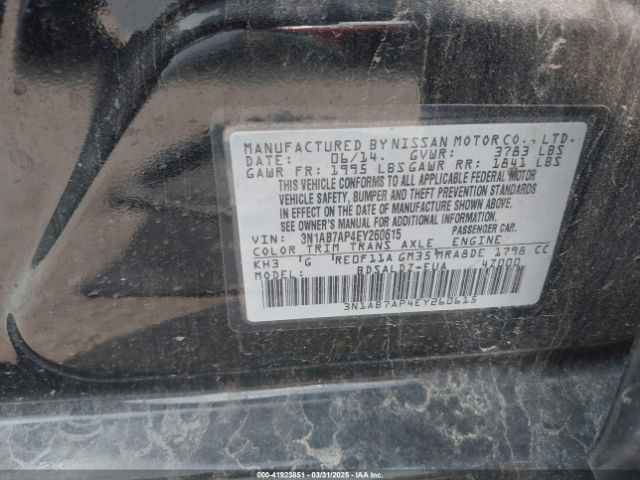 MANUFACTURED BY NISSAN MOTOR CO., LTD.
DATE: 06/14. GVWR: 3783 LBS
GAWR FR: 1995 LBS GAWR RR: 1841 LBS
THIS VEHICLE CONFORMS TO ALL APPLICABLE FEDERAL MOTOR
VEHICLE SAFETY, BUMPER AND THEFT PREVENTION STANDARDS
IN EFFECT ON THE DATE OF MANUFACTURE SHOWN ABOVE.
SEE OWNER'S MANUAL FOR ADDITIONAL INFORMATION.
VIN: 3N1AB7AP4EY260615 PASSENGER CAR
COLOR TRIM TRANS AXLE ENGINE
KH3 G RE0F11A GM35 MRA8DE 1798 CC
MODEL: BDSALDZ-EUA 4Z000
3N1AB7AP4EY260615
000-41923851 - 03/31/2025 - IAAI.COM